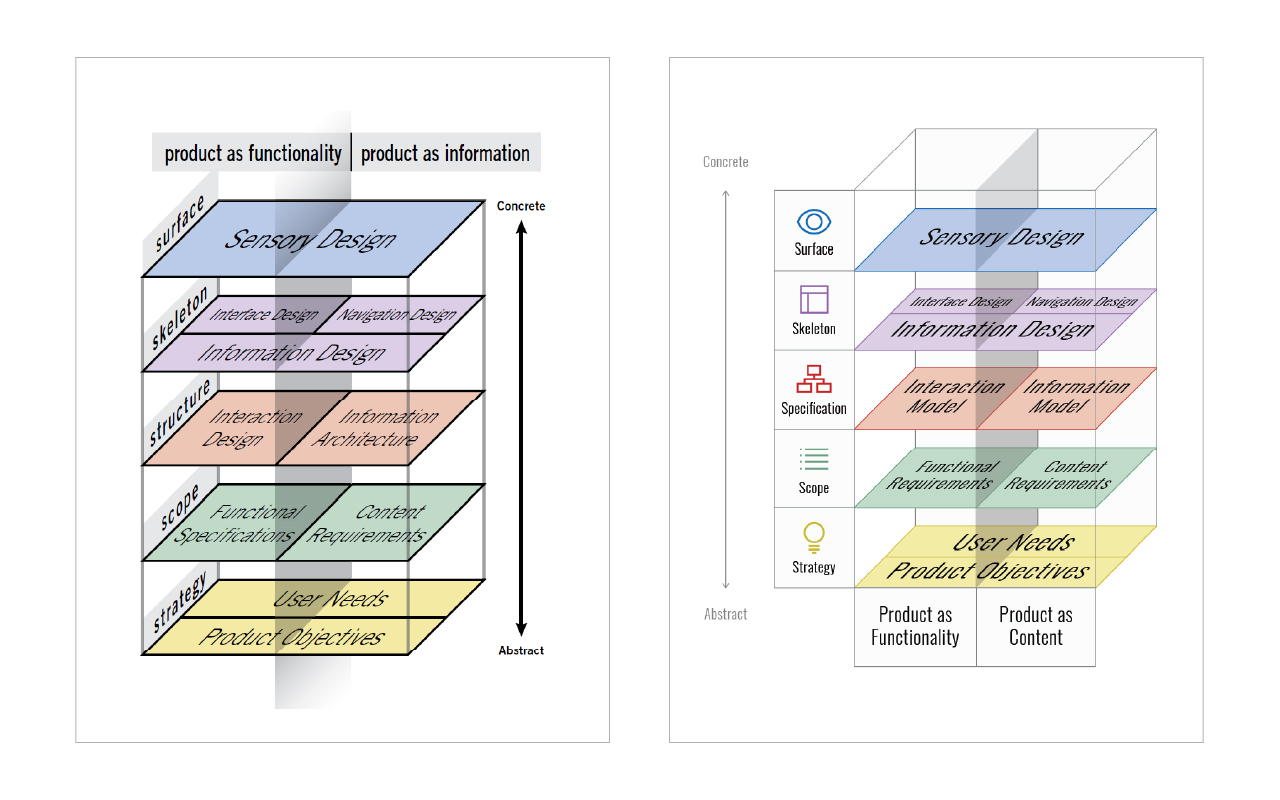 product as functionality
product as information
Concrete
surface
Sensory Design
skeleton
Interface Design
Navigation Design
Information Design
structure
Interaction
Design
Information
Architecture
scope
Functional
Specifications
Content
Requirements
strategy
User Needs
Product Objectives
Abstract
Concrete
Surface
Sensory Design
Skeleton
Interface Design
Navigation Design
Information Design
Specification
Interaction
Model
Information
Model
Scope
Functional
Requirements
Content
Requirements
Strategy
User Needs
Product Objectives
Abstract
Product as
Functionality
Product as
Content